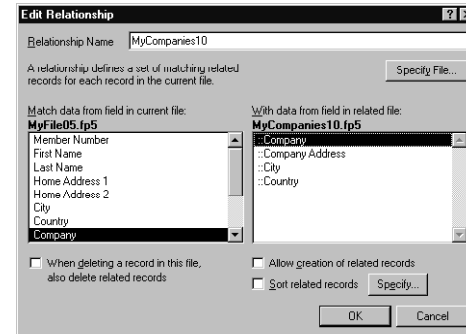 Edit Relationship
Relationship Name MyCompanies10
A relationship defines a set of matching related
records for each record in the current file.
Specify File...
Match data from field in current file:
MyFile05.fp5
Member Number
First Name
Last Name
Home Address 1
Home Address 2
City
Country
Company
With data from field in related file:
MyCompanies10.fp5
::Company
::Company Address
::City
::Country
When deleting a record in this file,
also delete related records
Allow creation of related records
Sort related records Specify...
OK Cancel